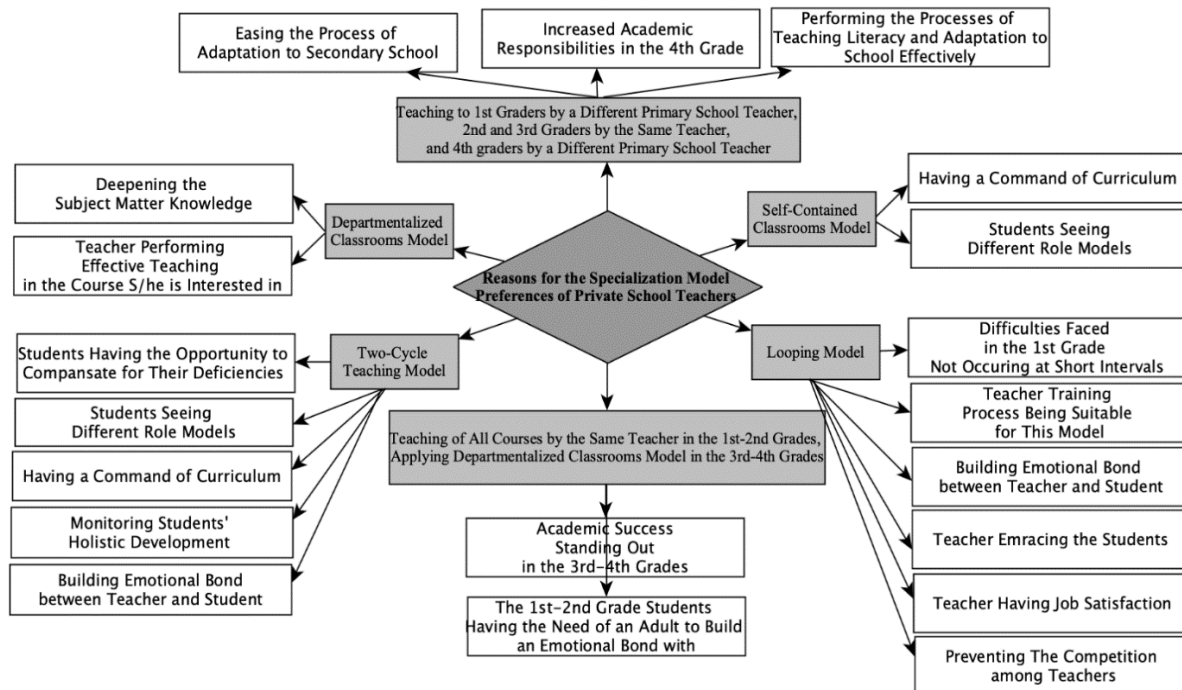 Easing the Process of
Adaptation to Secondary School
Increased Academic
Responsibilities in the 4th Grade
Performing the Processes of
Teaching Literacy and Adaptation to
School Effectively
Teaching to 1st Graders by a Different Primary School Teacher,
2nd and 3rd Graders by the Same Teacher,
and 4th graders by a Different Primary School Teacher
Deepening the
Subject Matter Knowledge
Teacher Performing
Effective Teaching
in the Course S/he is Interested in
Departmentalized
Classrooms Model
Self-Contained
Classrooms Model
Having a Command of Curriculum
Students Seeing
Different Role Models
Reasons for the Specialization Model
Preferences of Private School Teachers
Students Having the Opportunity to
Compansate for Their Deficiencies
Students Seeing
Different Role Models
Having a Command of Curriculum
Monitoring Students'
Holistic Development
Building Emotional Bond
between Teacher and Student
Two-Cycle
Teaching Model
Looping Model
Difficulties Faced
in the 1st Grade
Not Occuring at Short Intervals
Teacher Training
Process Being Suitable
for This Model
Building Emotional Bond
between Teacher and Student
Teacher Emracing the Students
Teacher Having Job Satisfaction
Preventing The Competition
among Teachers
Teaching of All Courses by the Same Teacher in the 1st-2nd Grades,
Applying Departmentalized Classrooms Model in the 3rd-4th Grades
Academic Success
Standing Out
in the 3rd-4th Grades
The 1st-2nd Grade Students
Having the Need of an Adult to Build
an Emotional Bond with